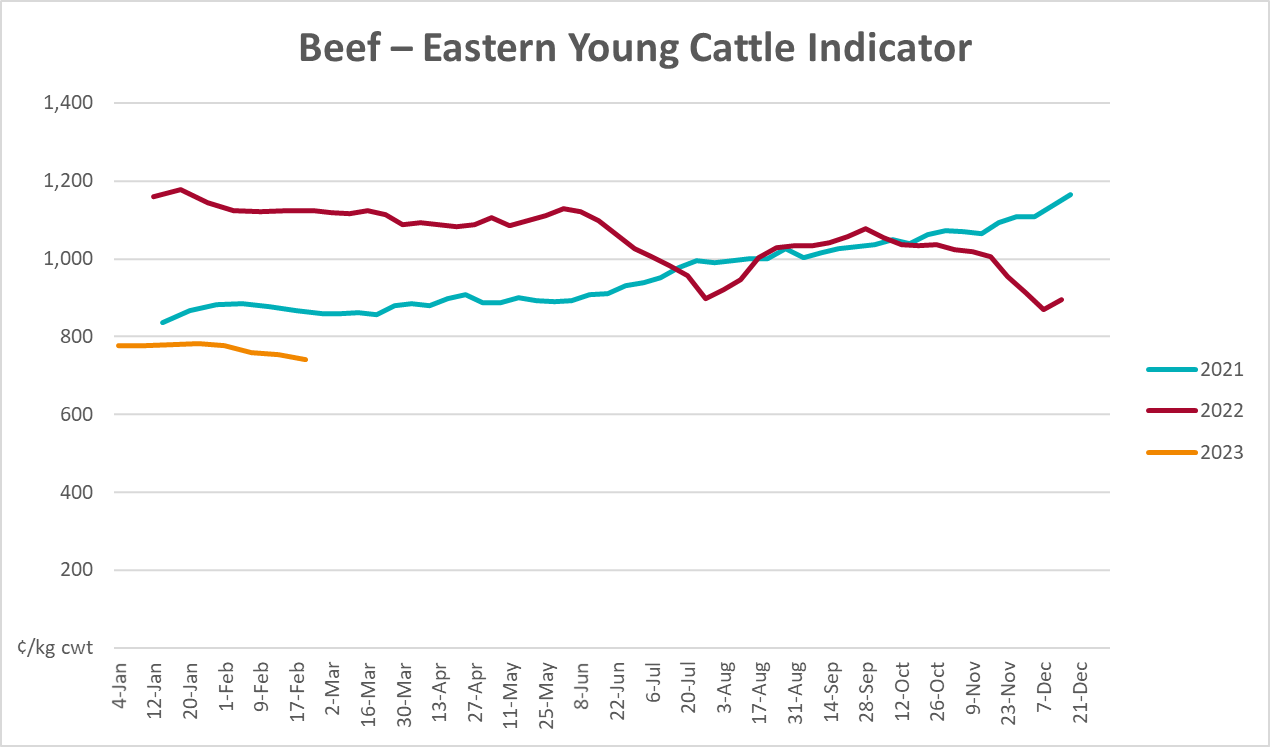 Beef – Eastern Young Cattle Indicator
1,400
1,200
1,000
800
600
400
200
¢/kg cwt
4-Jan
12-Jan
20-Jan
1-Feb
9-Feb
17-Feb
2-Mar
16-Mar
30-Mar
13-Apr
27-Apr
11-May
25-May
8-Jun
22-Jun
6-Jul
20-Jul
3-Aug
17-Aug
31-Aug
14-Sep
28-Sep
12-Oct
26-Oct
9-Nov
23-Nov
7-Dec
21-Dec
2021
2022
2023